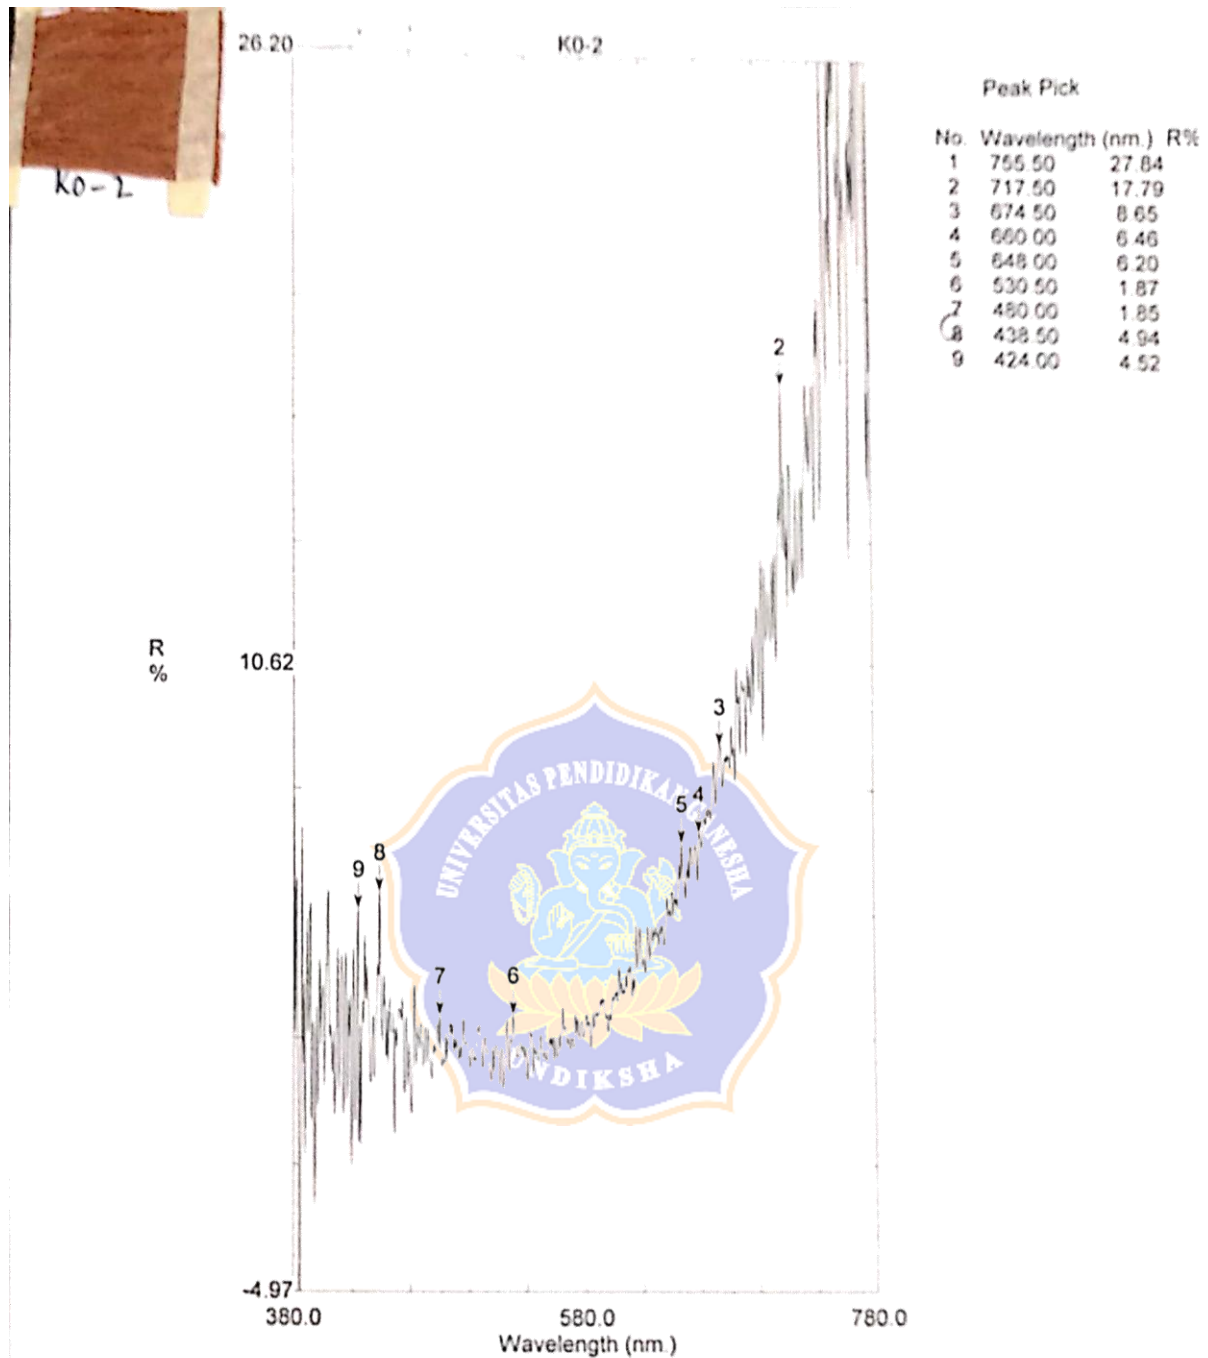 K0-2
26.20
K0-2
Peak Pick
No. Wavelength (nm.) R%
1 755.50 27.84
2 717.50 17.79
3 674.50 8.65
4 660.00 6.46
5 648.00 6.20
6 530.50 1.87
7 480.00 1.85
8 438.50 4.94
9 424.00 4.52
2
R
%
10.62
3
5
4
9
8
7
6
UNIVERSITAS PENDIDIKAN GANESHA
UNDIKSHA
-4.97
380.0
580.0
780.0
Wavelength (nm.)